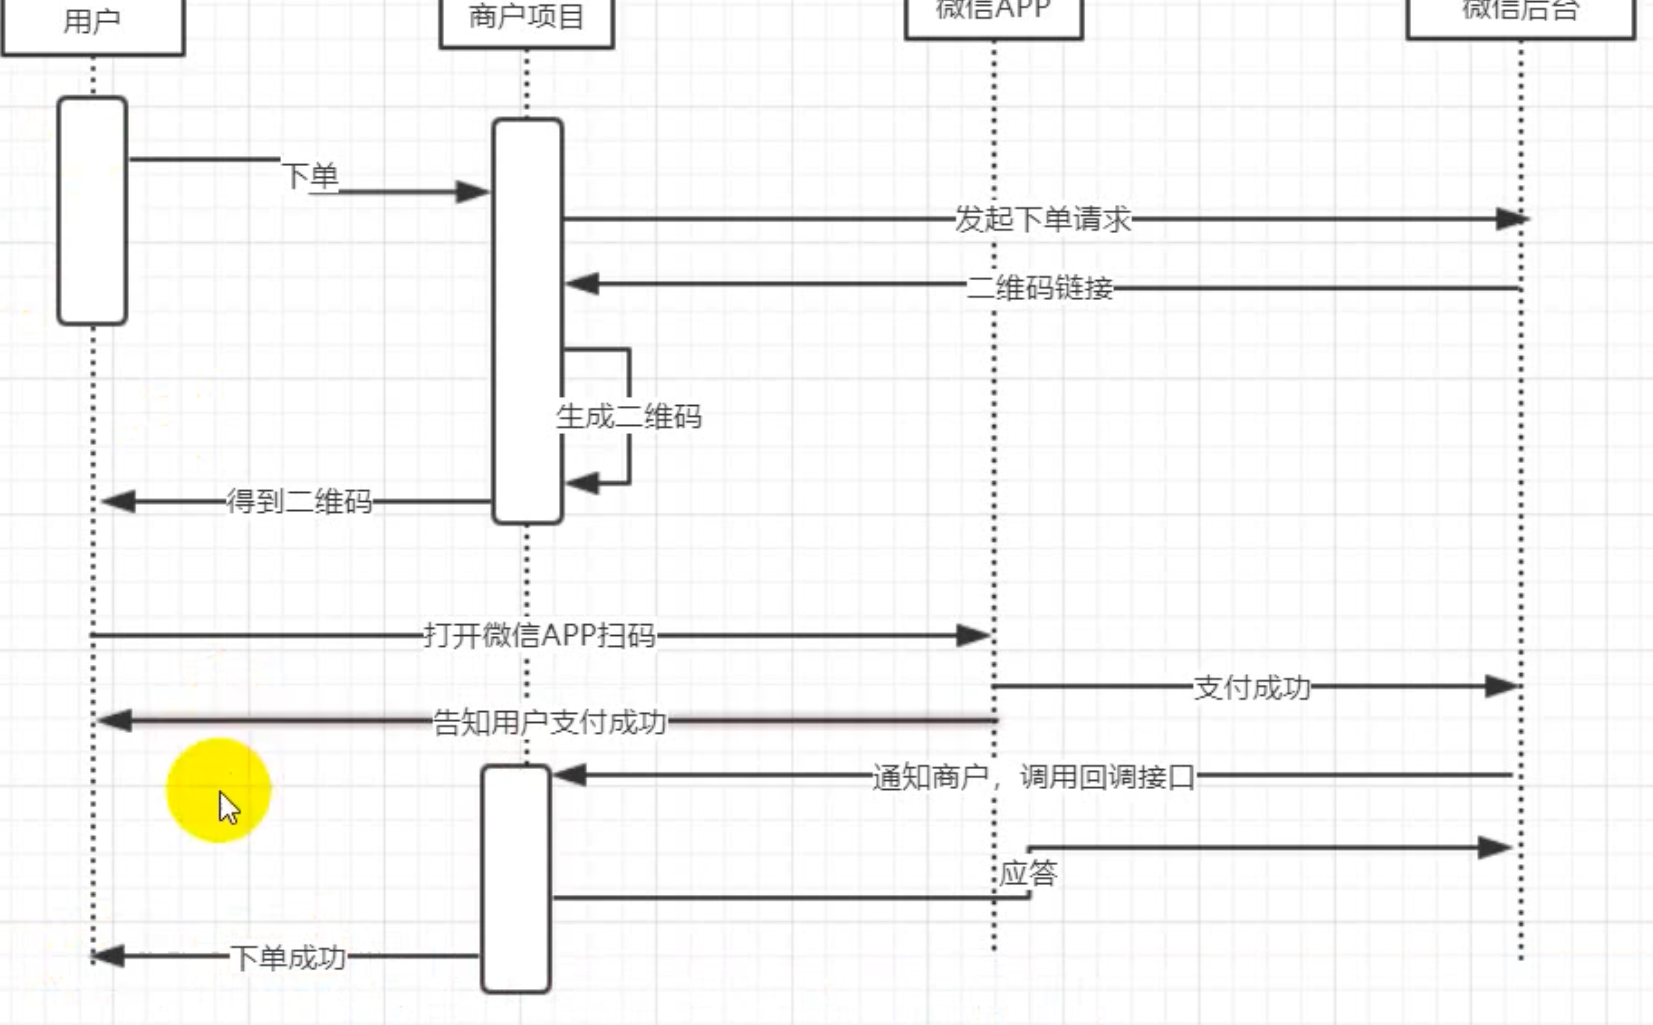 用户
商户项目
微信APP
微信后台
下单
发起下单请求
二维码链接
生成二维码
得到二维码
打开微信APP扫码
支付成功
告知用户支付成功
通知商户，调用回调接口
应答
下单成功